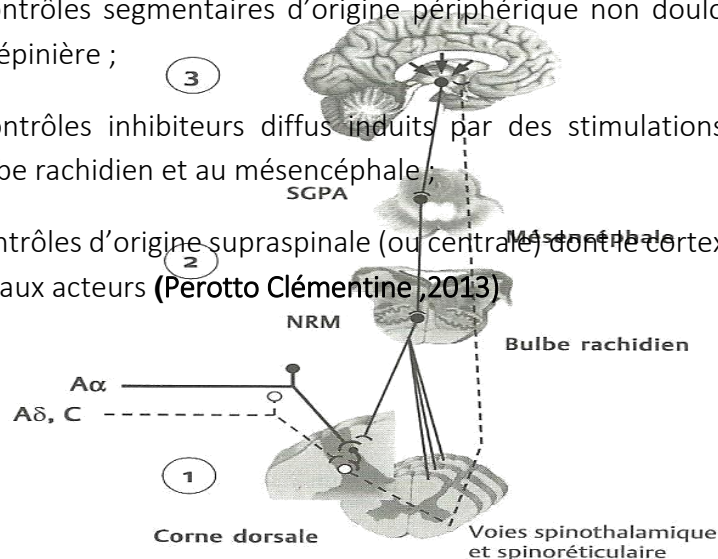 ontrôles segmentaires d'origine périphérique non doulo
épinière ;
3
ontrôles inhibiteurs diffus induits par des stimulations
be rachidien et au mésencéphale ;
SGPA
Mésencéphale
ntrôles d'origine supraspinale (ou centrale) dont le cortex
2
aux acteurs (Perotto Clémentine ,2013)
NRM
Bulbe rachidien
Aα
Aδ, C
1
Corne dorsale
Voies spinothalamique
et spinoréticulaire